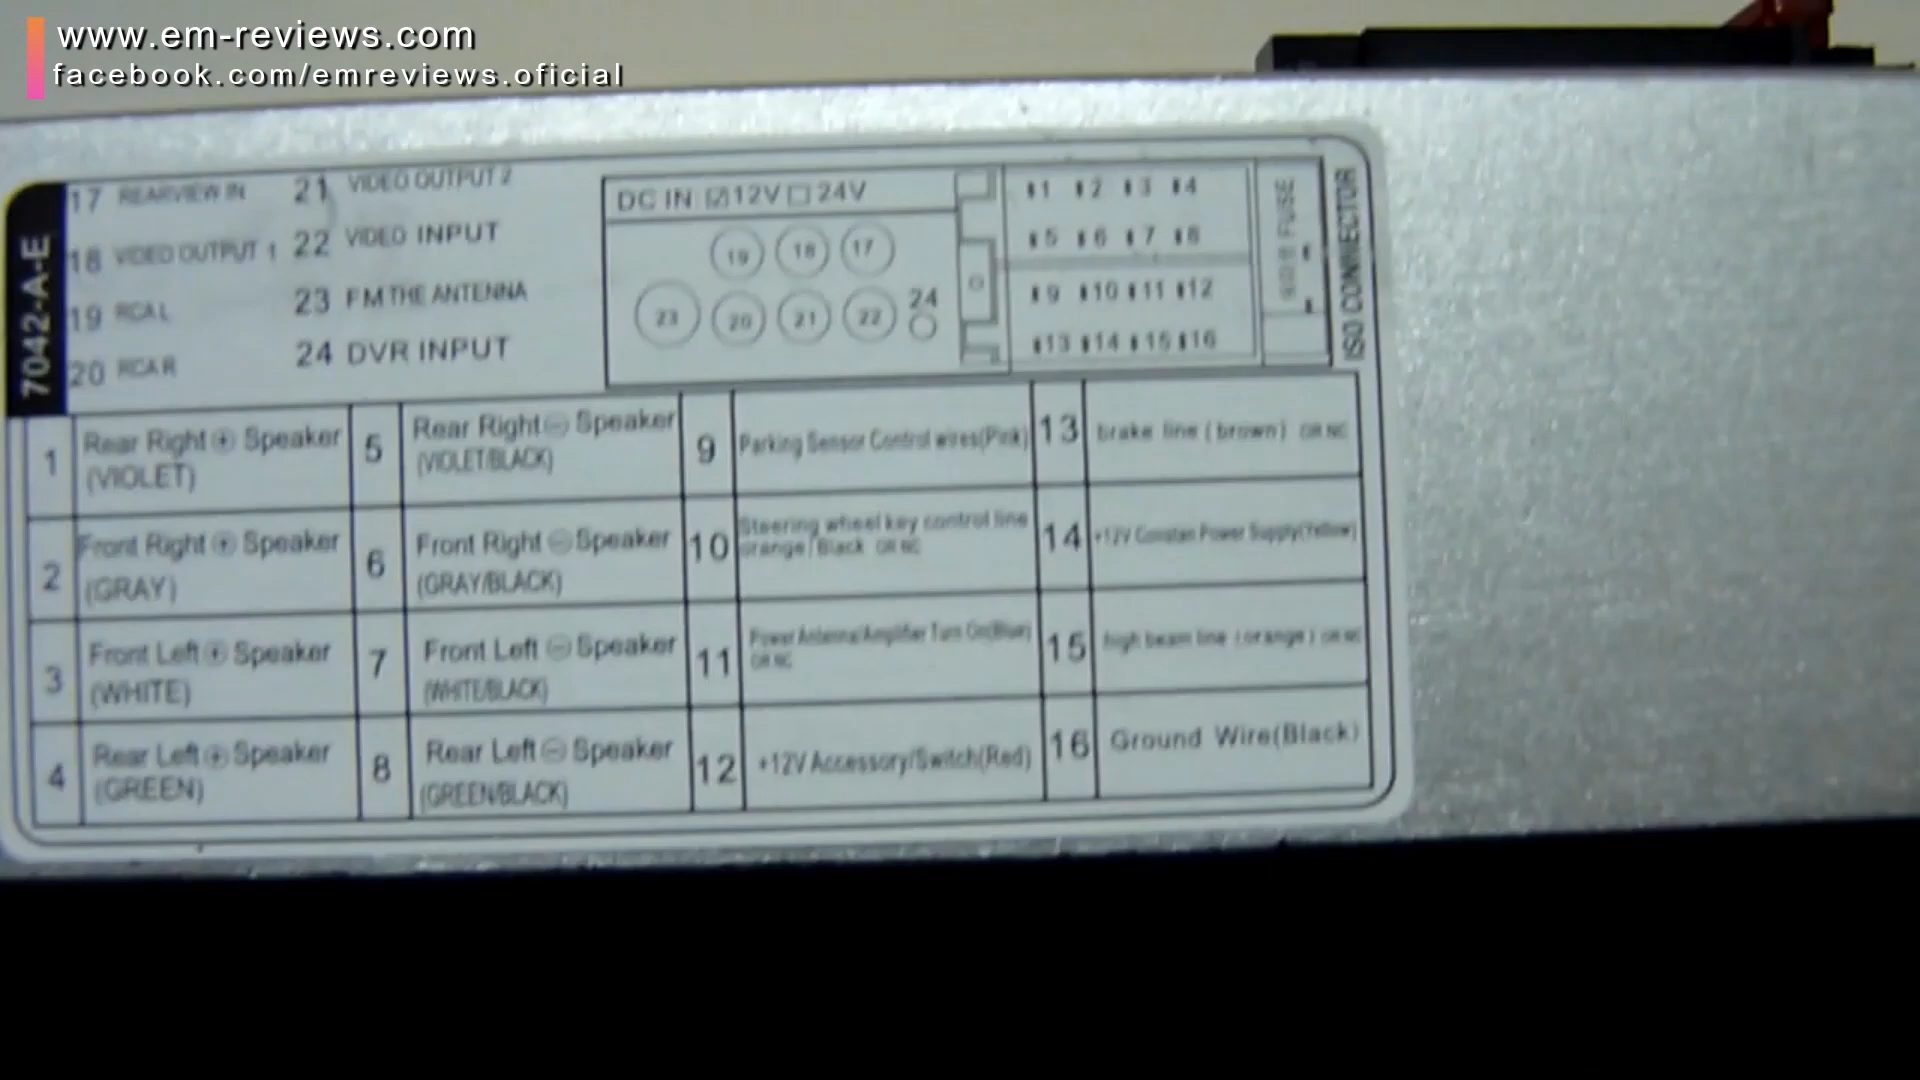 www.em-reviews.com
facebook.com/emreviews.oficial
7042-A-E
17 REARVIEW IN
18 VIDEO OUTPUT 1
19 RCA L
20 RCA R
21 VIDEO OUTPUT 2
22 VIDEO INPUT
23 FM THE ANTENNA
24 DVR INPUT
DC IN: ☑12V □ 24V
19 18 17
23 20 21 22 24
1 2 3 4
5 6 7 8
9 10 11 12
13 14 15 16
FUSE
ISO CONNECTOR
1 Rear Right ⊕ Speaker
(VIOLET)
5 Rear Right ⊖ Speaker
(VIOLET/BLACK)
9 Parking Sensor Control wires(Pink)
13 brake line (brown) OR NC
2 Front Right ⊕ Speaker
(GRAY)
6 Front Right ⊖ Speaker
(GRAY/BLACK)
10 Steering wheel key control line
orange/Black OR NC
14 +12V Constan Power Supply(Yellow)
3 Front Left ⊕ Speaker
(WHITE)
7 Front Left ⊖ Speaker
(WHITE/BLACK)
11 Power Antenna/Amplifier Turn On(Blue)
OR NC
15 high beam line (orange) OR NC
4 Rear Left ⊕ Speaker
(GREEN)
8 Rear Left ⊖ Speaker
(GREEN/BLACK)
12 +12V Accessory/Switch(Red)
16 Ground Wire(Black)